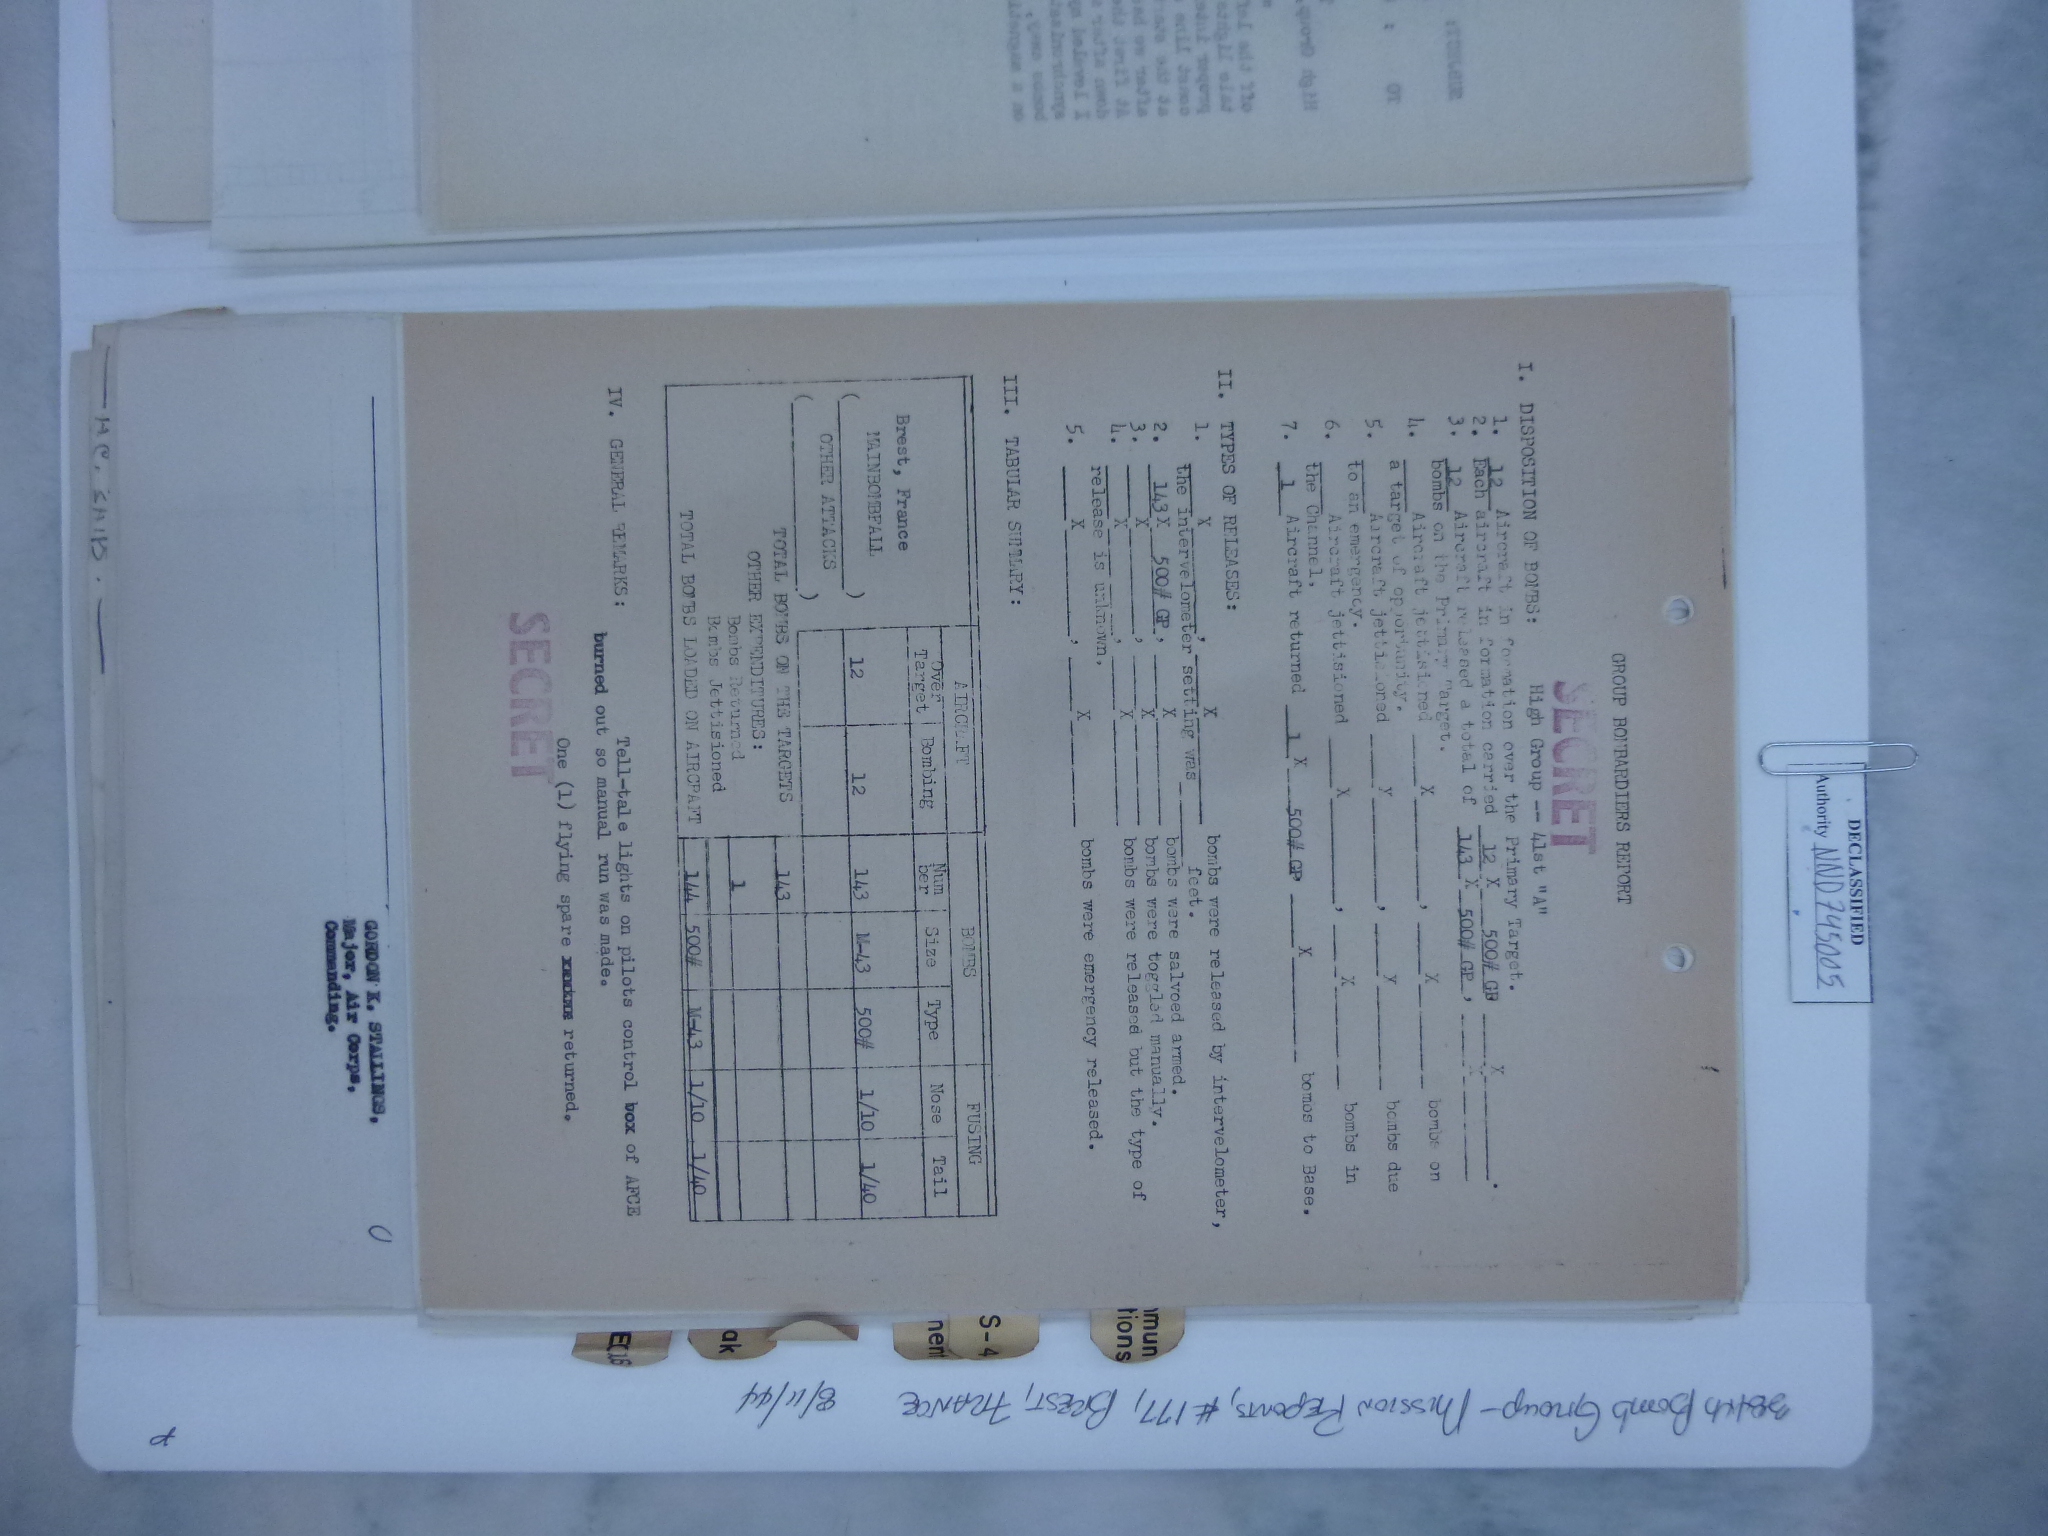 DECLASSIFIED
Authority NND 745005
GROUP BOMBARDIERS REPORT
SECRET
High Group -- 41st "A"
I. DISPOSITION OF BOMBS:
1. 12 Aircraft in formation over the Primary Target.
2. Each aircraft in formation carried 12 X 500# GP X .
3. 12 Aircraft released a total of 143 X 500# GP,
bombs on the Primary Target.
4. Aircraft jettisoned X , X bombs on
a target of opportunity.
5. Aircraft jettisoned y , y bombs due
to an emergency.
6. Aircraft jettisoned X , X bombs in
the Channel.
7. 1 Aircraft returned 1 X 500# GP X bombs to Base.
II. TYPES OF RELEASES:
1. X , X bombs were released by intervelometer,
the intervelometer setting was feet.
2. 143X 500# GP, X bombs were salvoed armed.
3. X , X bombs were toggled manually.
4. X , X bombs were released but the type of
release is unknown.
5. X , X bombs were emergency released.
III. TABULAR SUMMARY:
AIRCRAFT BOMBS FUSING
Over Target Bombing Num ber Size Type Nose Tail
Brest, France
MAINBOMBFALL 12 12 143 M-43 500# 1/10 1/40
( )
OTHER ATTACKS
( )
TOTAL BOMBS ON THE TARGETS 143
OTHER EXPENDITURES:
Bombs Returned 1
Bombs Jettisioned
TOTAL BOMBS LOADED ON AIRCRAFT 144 500# M-43 1/10 1/40
IV. GENERAL REMARKS: Tell-tale lights on pilots control box of AFCE
burned out so manual run was made.
One (1) flying spare returned.
SECRET
GORDON K. STALLINGS,
Major, Air Corps,
Commanding.
mmun
tions
S-4
ment
ak
384th Bomb Group - Mission Reports, #177, BREST, FRANCE 8/11/44